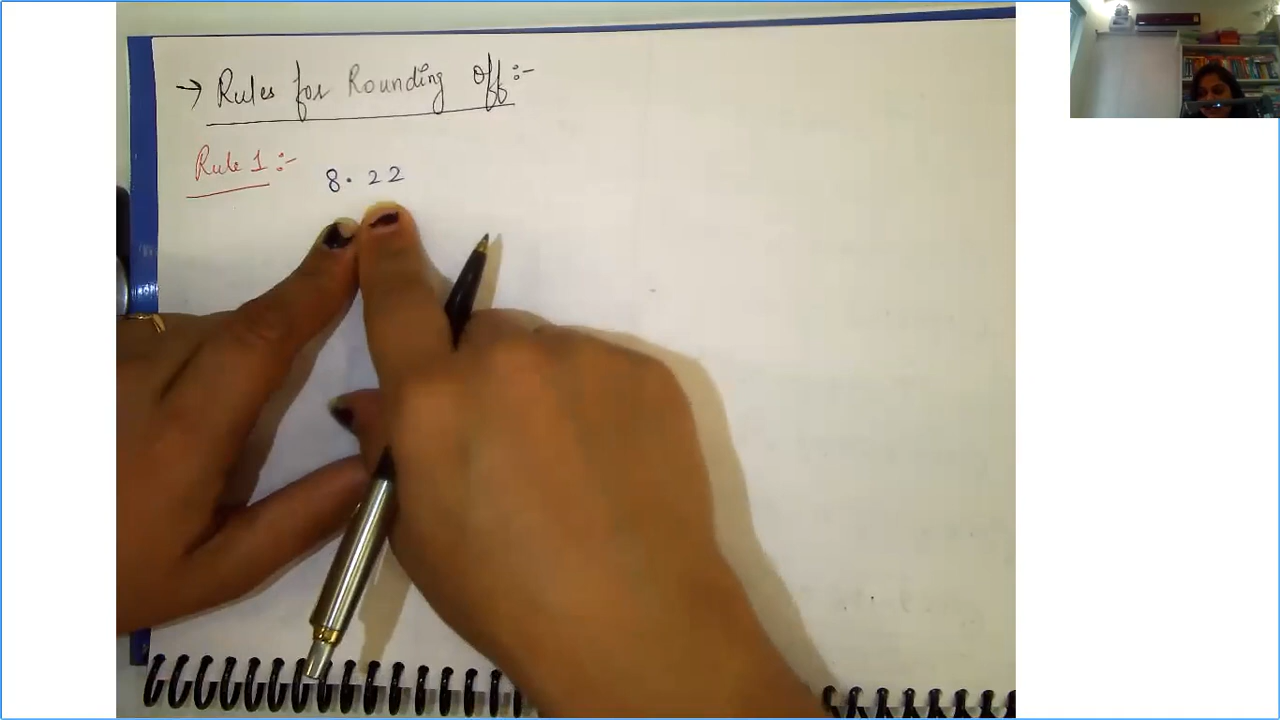 → Rules for Rounding Off:-
Rule 1:- 8.22